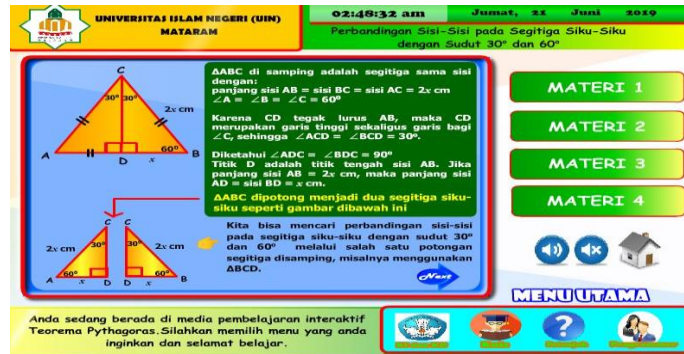 UNIVERSITAS ISLAM NEGERI (UIN)
MATARAM
02:48:32 am
Jumat, 21 Juni 2019
Perbandingan Sisi-Sisi pada Segitiga Siku-Siku
dengan Sudut 30° dan 60°
C
30° 30°
2x cm
60°
A
D
x
B
ΔABC di samping adalah segitiga sama sisi
dengan:
panjang sisi AB = sisi BC = sisi AC = 2x cm
∠A = ∠B = ∠C = 60⁰
Karena CD tegak lurus AB, maka CD
merupakan garis tinggi sekaligus garis bagi
∠C, sehingga ∠ACD = ∠BCD = 30⁰.
Diketahui ∠ADC = ∠BDC = 90⁰
Titik D adalah titik tengah sisi AB. Jika
panjang sisi AB = 2x cm, maka panjang sisi
AD = sisi BD = x cm.
ΔABC dipotong menjadi dua segitiga siku-
siku seperti gambar dibawah ini
C C
2x cm 30° 30° 2x cm
60° 60°
A x D D x B
Kita bisa mencari perbandingan sisi-sisi
pada segitiga siku-siku dengan sudut 30⁰
dan 60⁰ melalui salah satu potongan
segitiga disamping, misalnya menggunakan
ΔBCD.
Next
MATERI 1
MATERI 2
MATERI 3
MATERI 4
MENU UTAMA
Anda sedang berada di media pembelajaran interaktif
Teorema Pythagoras.Silahkan memilih menu yang anda
inginkan dan selamat belajar.